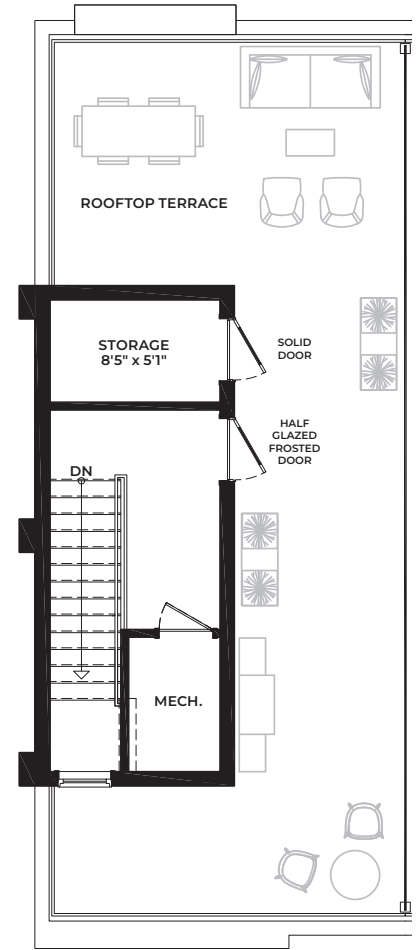 ROOFTOP TERRACE
STORAGE
8'5" x 5'1"
SOLID
DOOR
HALF
GLAZED
FROSTED
DOOR
DN
MECH.